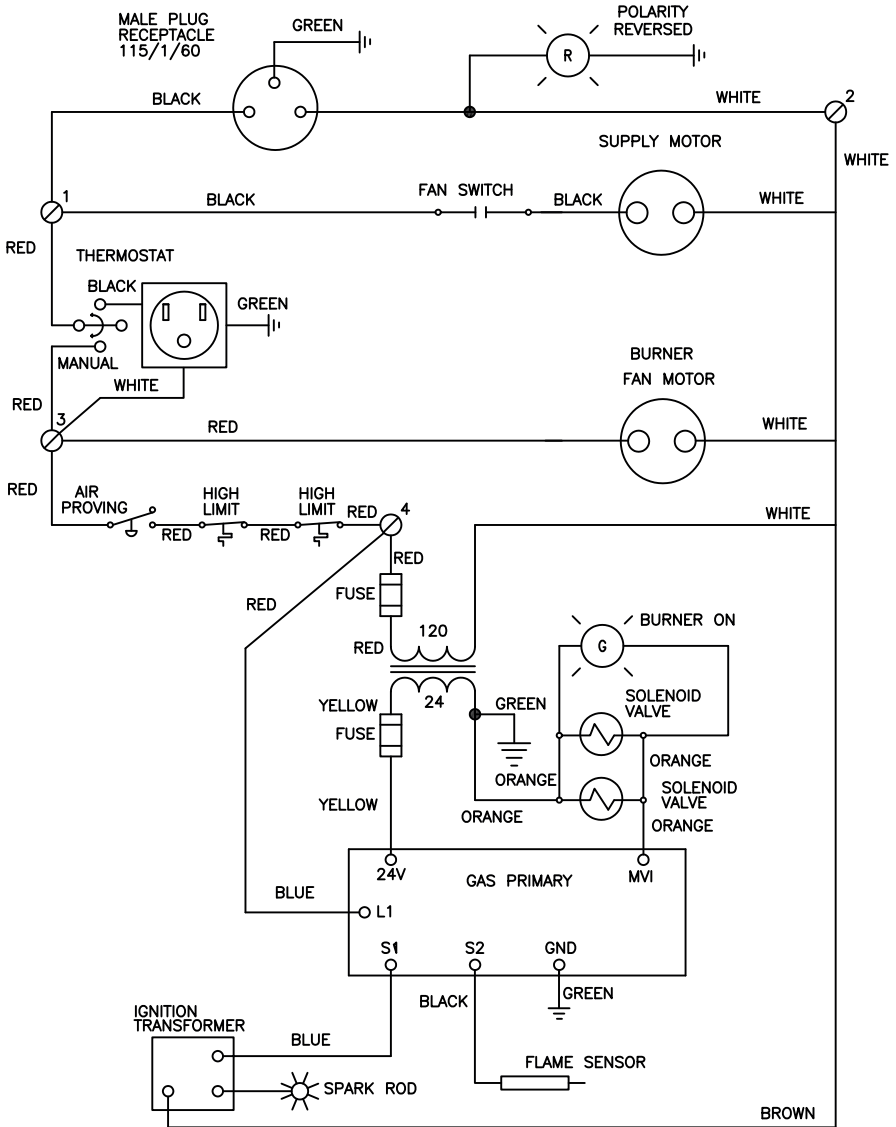 MALE PLUG
RECEPTACLE
115/1/60
GREEN
POLARITY
REVERSED
R
BLACK
WHITE
2
SUPPLY MOTOR
WHITE
1
BLACK
FAN SWITCH
BLACK
WHITE
RED
THERMOSTAT
BLACK
GREEN
MANUAL
WHITE
BURNER
FAN MOTOR
RED
3
RED
WHITE
RED
AIR
PROVING
HIGH
LIMIT
HIGH
LIMIT
RED
4
RED
RED
WHITE
RED
FUSE
RED
120
RED
G
BURNER ON
24
YELLOW
GREEN
SOLENOID
VALVE
FUSE
ORANGE
ORANGE
YELLOW
ORANGE
SOLENOID
VALVE
ORANGE
24V
GAS PRIMARY
MVI
BLUE
L1
S1
S2
GND
BLACK
GREEN
IGNITION
TRANSFORMER
BLUE
FLAME SENSOR
SPARK ROD
BROWN